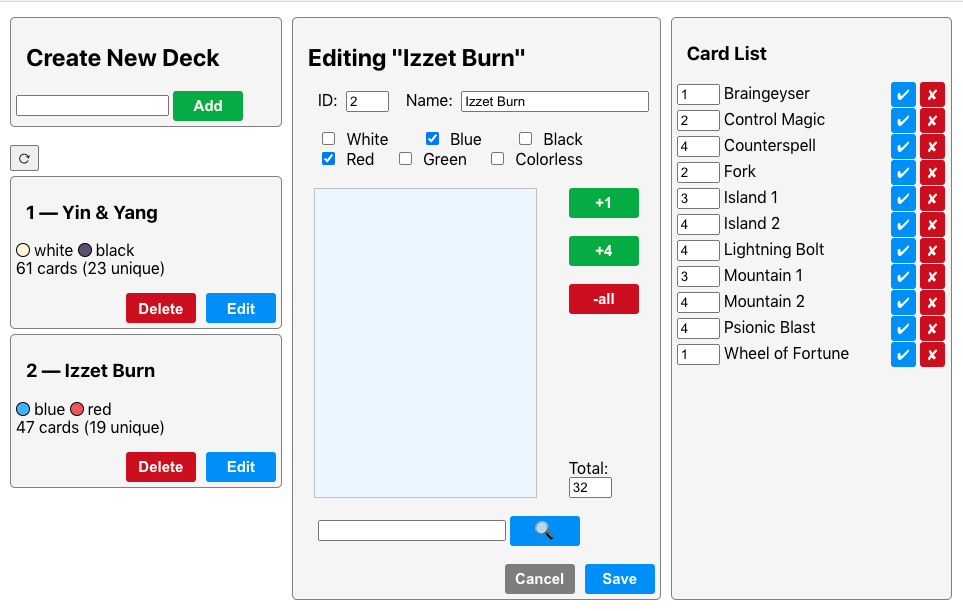 Create New Deck
Add
1 — Yin & Yang
white black
61 cards (23 unique)
Delete Edit
2 — Izzet Burn
blue red
47 cards (19 unique)
Delete Edit
Editing "Izzet Burn"
ID: 2 Name: Izzet Burn
White Blue Black
Red Green Colorless
+1
+4
-all
Total:
32
Cancel Save
Card List
1 Braingeyser ✔ ✘
2 Control Magic ✔ ✘
4 Counterspell ✔ ✘
2 Fork ✔ ✘
3 Island 1 ✔ ✘
4 Island 2 ✔ ✘
4 Lightning Bolt ✔ ✘
3 Mountain 1 ✔ ✘
4 Mountain 2 ✔ ✘
4 Psionic Blast ✔ ✘
1 Wheel of Fortune ✔ ✘